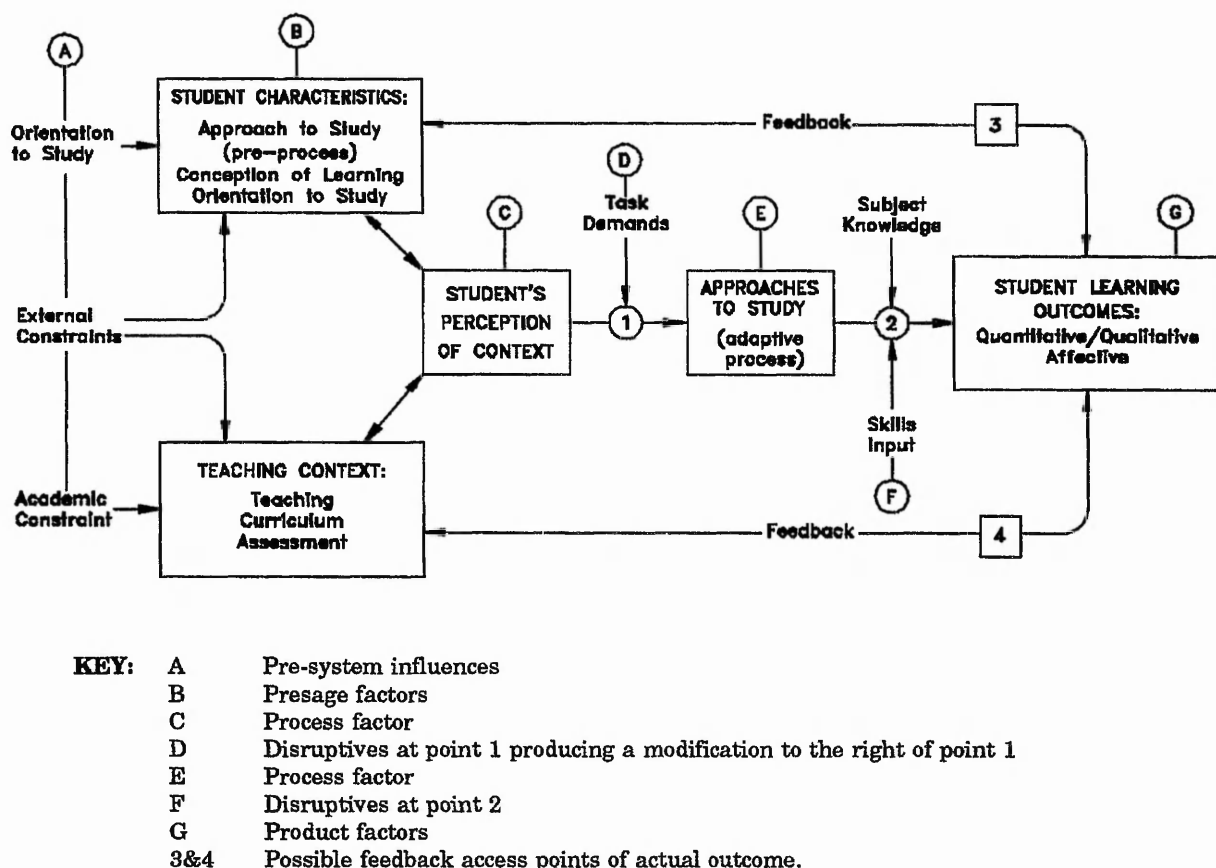 A
B
STUDENT CHARACTERISTICS:
Approach to Study
(pre-process)
Conception of Learning
Orientation to Study
Orientation
to Study
Feedback
3
D
Task
Demands
C
E
Subject
Knowledge
G
External
Constraints
STUDENT'S
PERCEPTION
OF CONTEXT
1
APPROACHES
TO STUDY
(adaptive
process)
2
STUDENT LEARNING
OUTCOMES:
Quantitative/Qualitative
Affective
Skills
Input
F
TEACHING CONTEXT:
Teaching
Curriculum
Assessment
Academic
Constraint
Feedback
4
KEY: A Pre-system influences
B Presage factors
C Process factor
D Disruptives at point 1 producing a modification to the right of point 1
E Process factor
F Disruptives at point 2
G Product factors
3&4 Possible feedback access points of actual outcome.